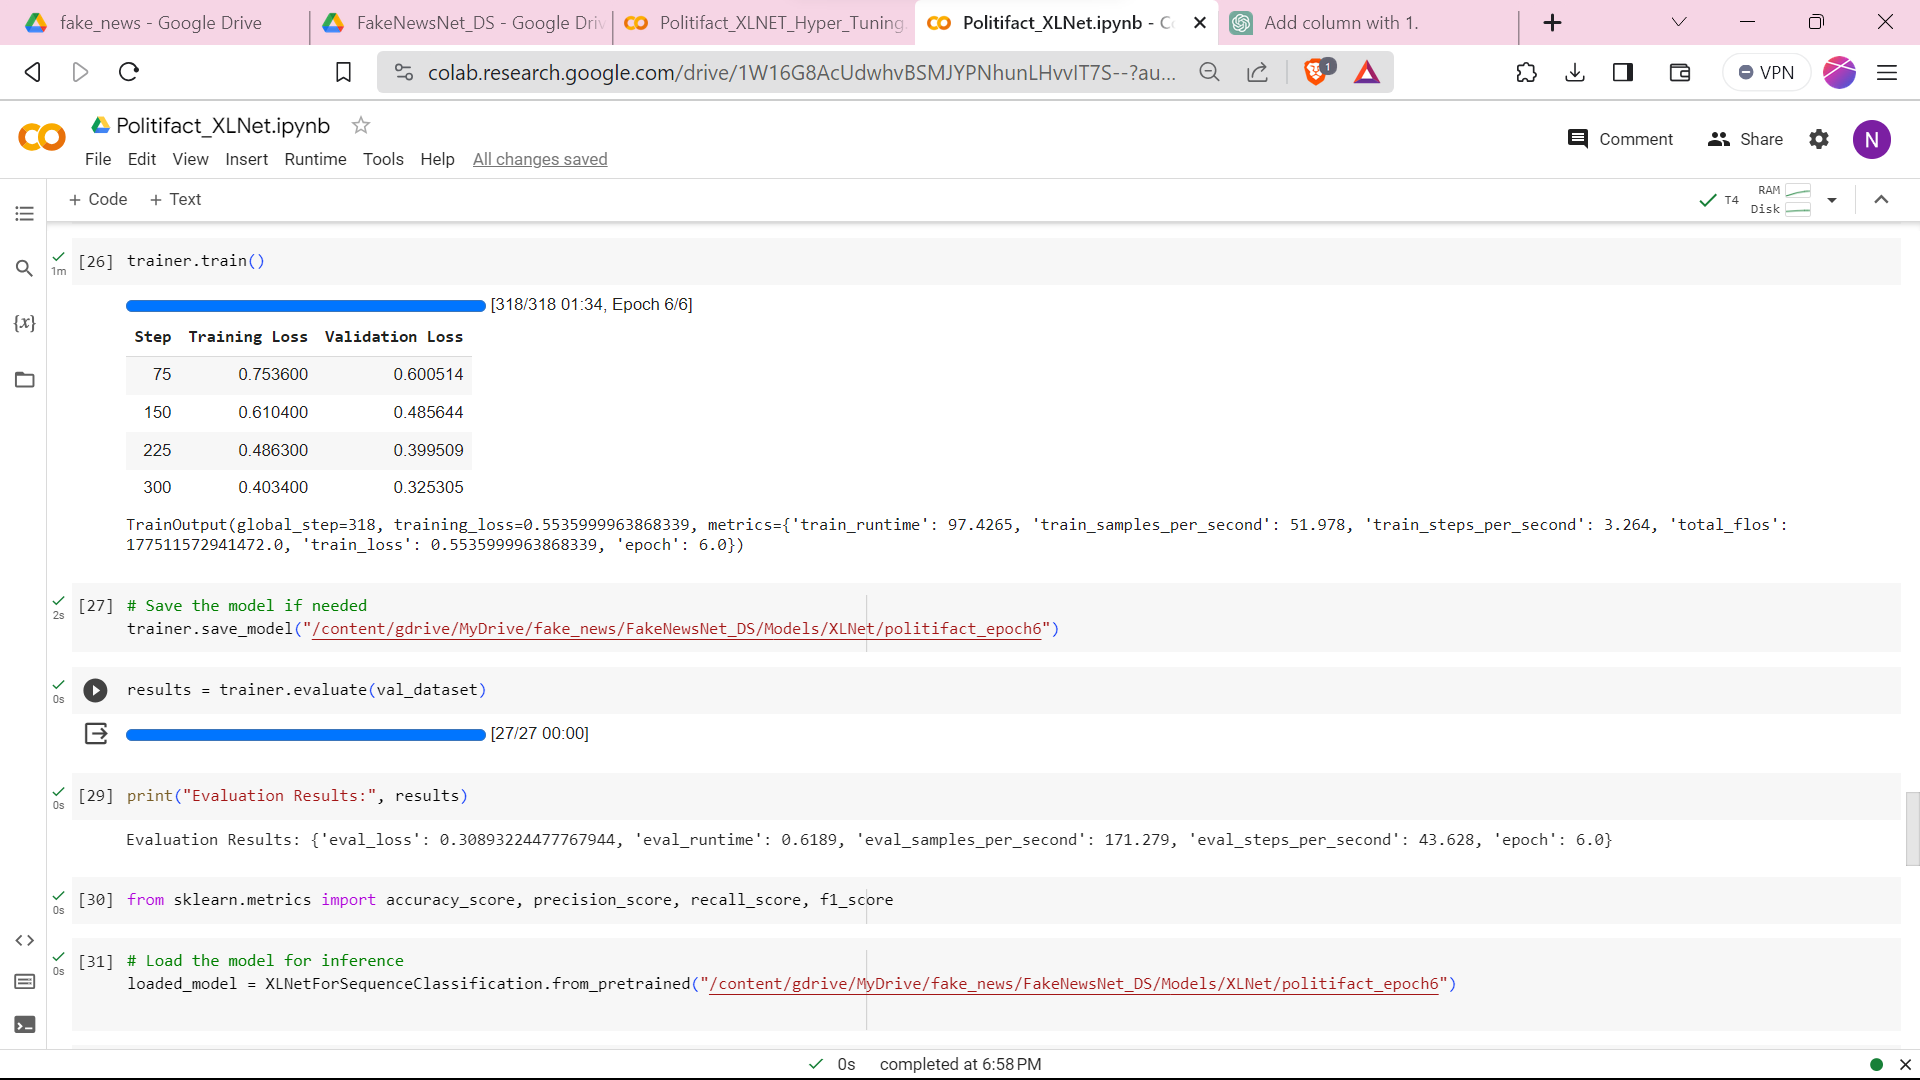 fake_news - Google Drive
FakeNewsNet_DS - Google Driv
Politifact_XLNET_Hyper_Tuning.
Politifact_XLNet.ipynb - Co
Add column with 1.
colab.research.google.com/drive/1W16G8AcUdwhvBSMJYPNhunLHvvIT7S--?au...
1
VPN
Politifact_XLNet.ipynb
File Edit View Insert Runtime Tools Help All changes saved
Comment
Share
N
+ Code + Text
T4
RAM
Disk
{x}
1m
[26] trainer.train()
[318/318 01:34, Epoch 6/6]
Step Training Loss Validation Loss
75 0.753600 0.600514
150 0.610400 0.485644
225 0.486300 0.399509
300 0.403400 0.325305
TrainOutput(global_step=318, training_loss=0.5535999963868339, metrics={'train_runtime': 97.4265, 'train_samples_per_second': 51.978, 'train_steps_per_second': 3.264, 'total_flos':
177511572941472.0, 'train_loss': 0.5535999963868339, 'epoch': 6.0})
2s
[27] # Save the model if needed
trainer.save_model("/content/gdrive/MyDrive/fake_news/FakeNewsNet_DS/Models/XLNet/politifact_epoch6")
0s
results = trainer.evaluate(val_dataset)
[27/27 00:00]
0s
[29] print("Evaluation Results:", results)
Evaluation Results: {'eval_loss': 0.30893224477767944, 'eval_runtime': 0.6189, 'eval_samples_per_second': 171.279, 'eval_steps_per_second': 43.628, 'epoch': 6.0}
0s
[30] from sklearn.metrics import accuracy_score, precision_score, recall_score, f1_score
0s
[31] # Load the model for inference
loaded_model = XLNetForSequenceClassification.from_pretrained("/content/gdrive/MyDrive/fake_news/FakeNewsNet_DS/Models/XLNet/politifact_epoch6")
0s completed at 6:58 PM